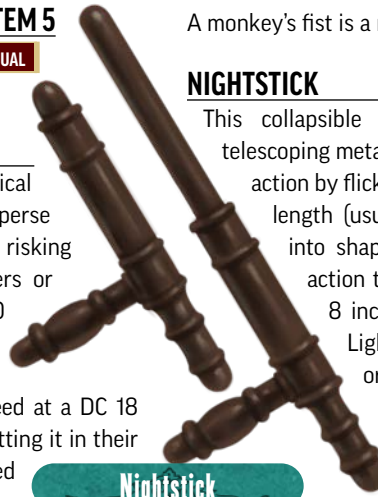 TEM 5
UAL
ical
perse
risking
ers or
0
eed at a DC 18
tting it in their
ed
Nightstick
A monkey's fist is a
NIGHTSTICK
This collapsible
telescoping meta
action by flick
length (usu
into shap
action t
8 inc
Ligh
or